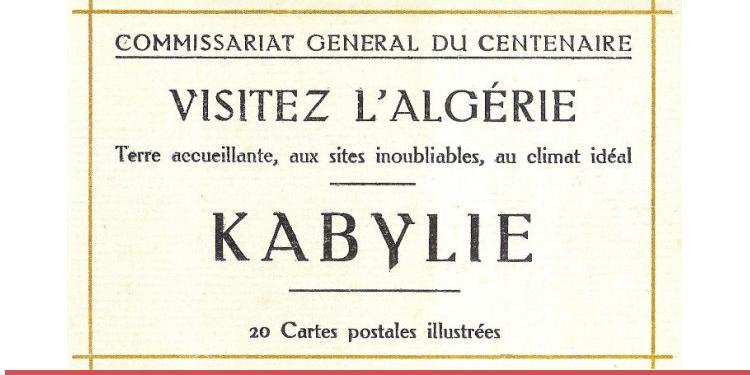 COMMISSARIAT GENERAL DU CENTENAIRE
VISITEZ L'ALGÉRIE
Terre accueillante, aux sites inoubliables, au climat idéal
KABYLIE
20 Cartes postales illustrées